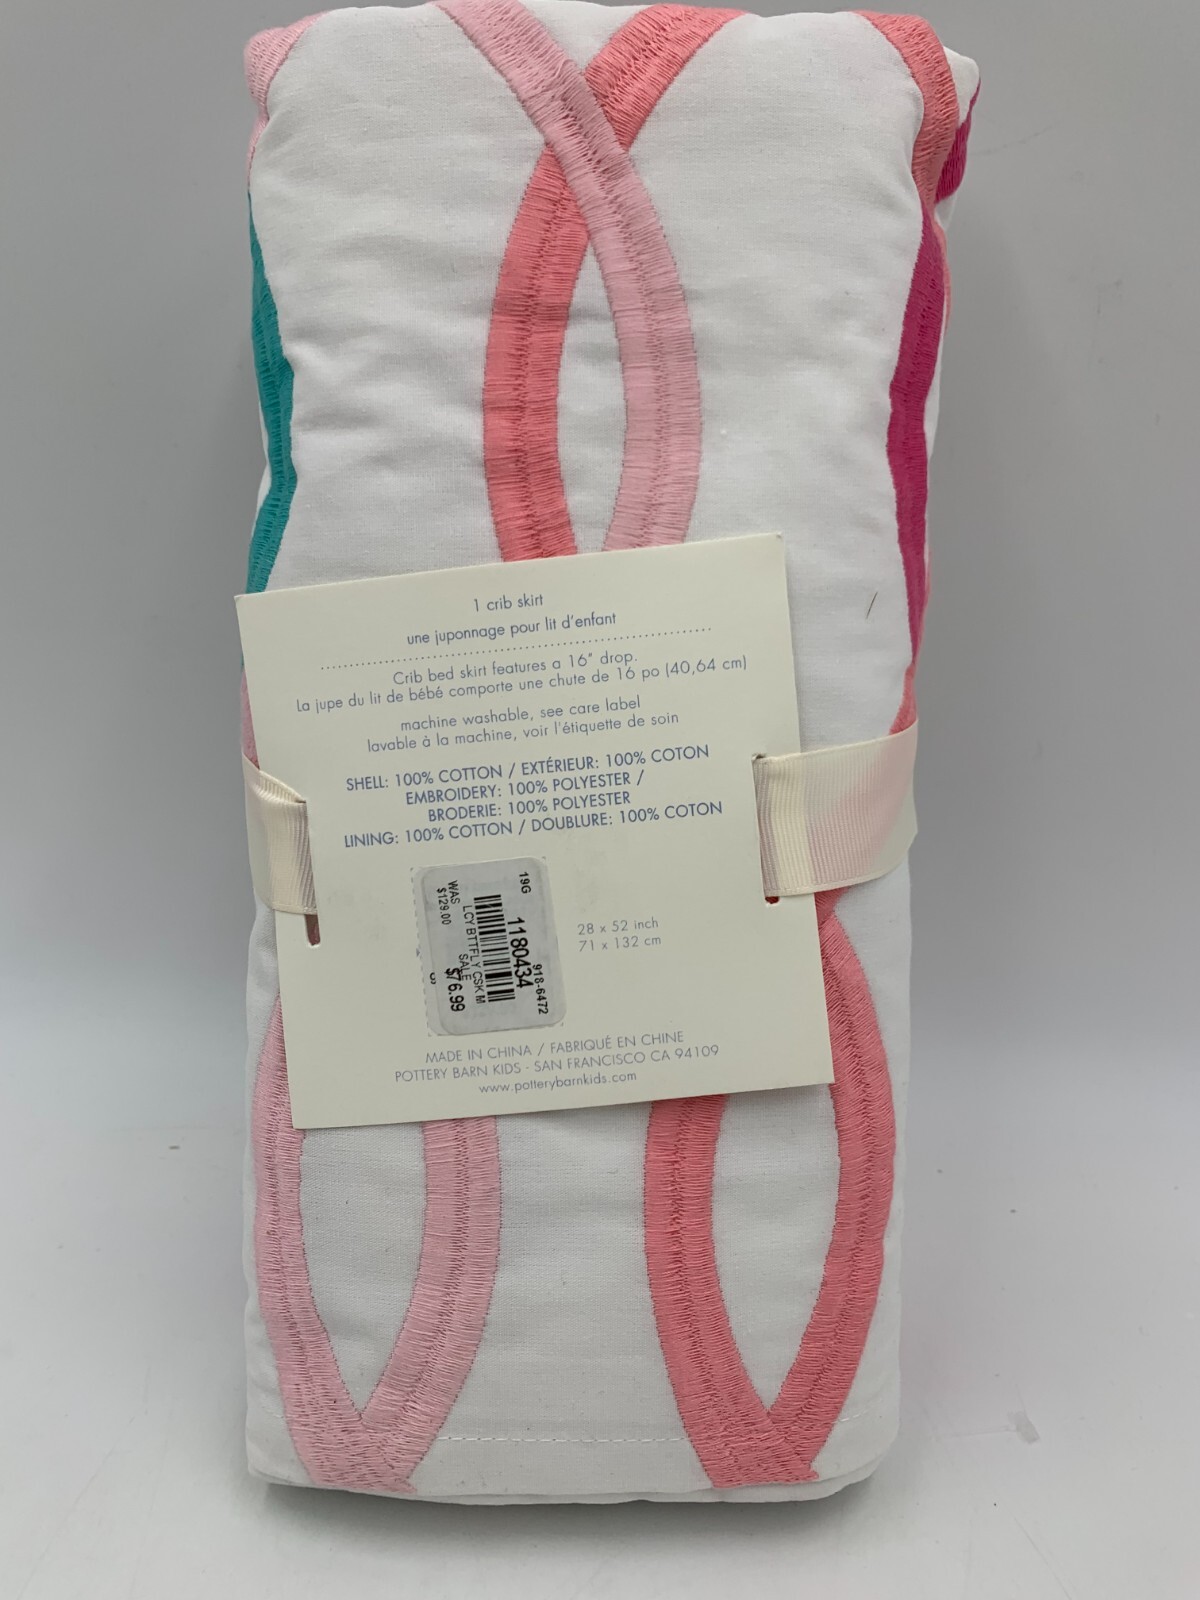 1 crib skirt
une juponnage pour lit d'enfant
Crib bed skirt features a 16" drop.
La jupe du lit de bébé comporte une chute de 16 po (40,64 cm)
machine washable, see care label
lavable à la machine, voir l'étiquette de soin
SHELL: 100% COTTON / EXTÉRIEUR: 100% COTON
EMBROIDERY: 100% POLYESTER /
BRODERIE: 100% POLYESTER
LINING: 100% COTTON / DOUBLURE: 100% COTON
19G
918-6472
1180434
LCY BTTFLY CSK M
WAS
$129.00
SALE
$76.99
28 x 52 inch
71 x 132 cm
MADE IN CHINA / FABRIQUÉ EN CHINE
POTTERY BARN KIDS - SAN FRANCISCO CA 94109
www.potterybarnkids.com